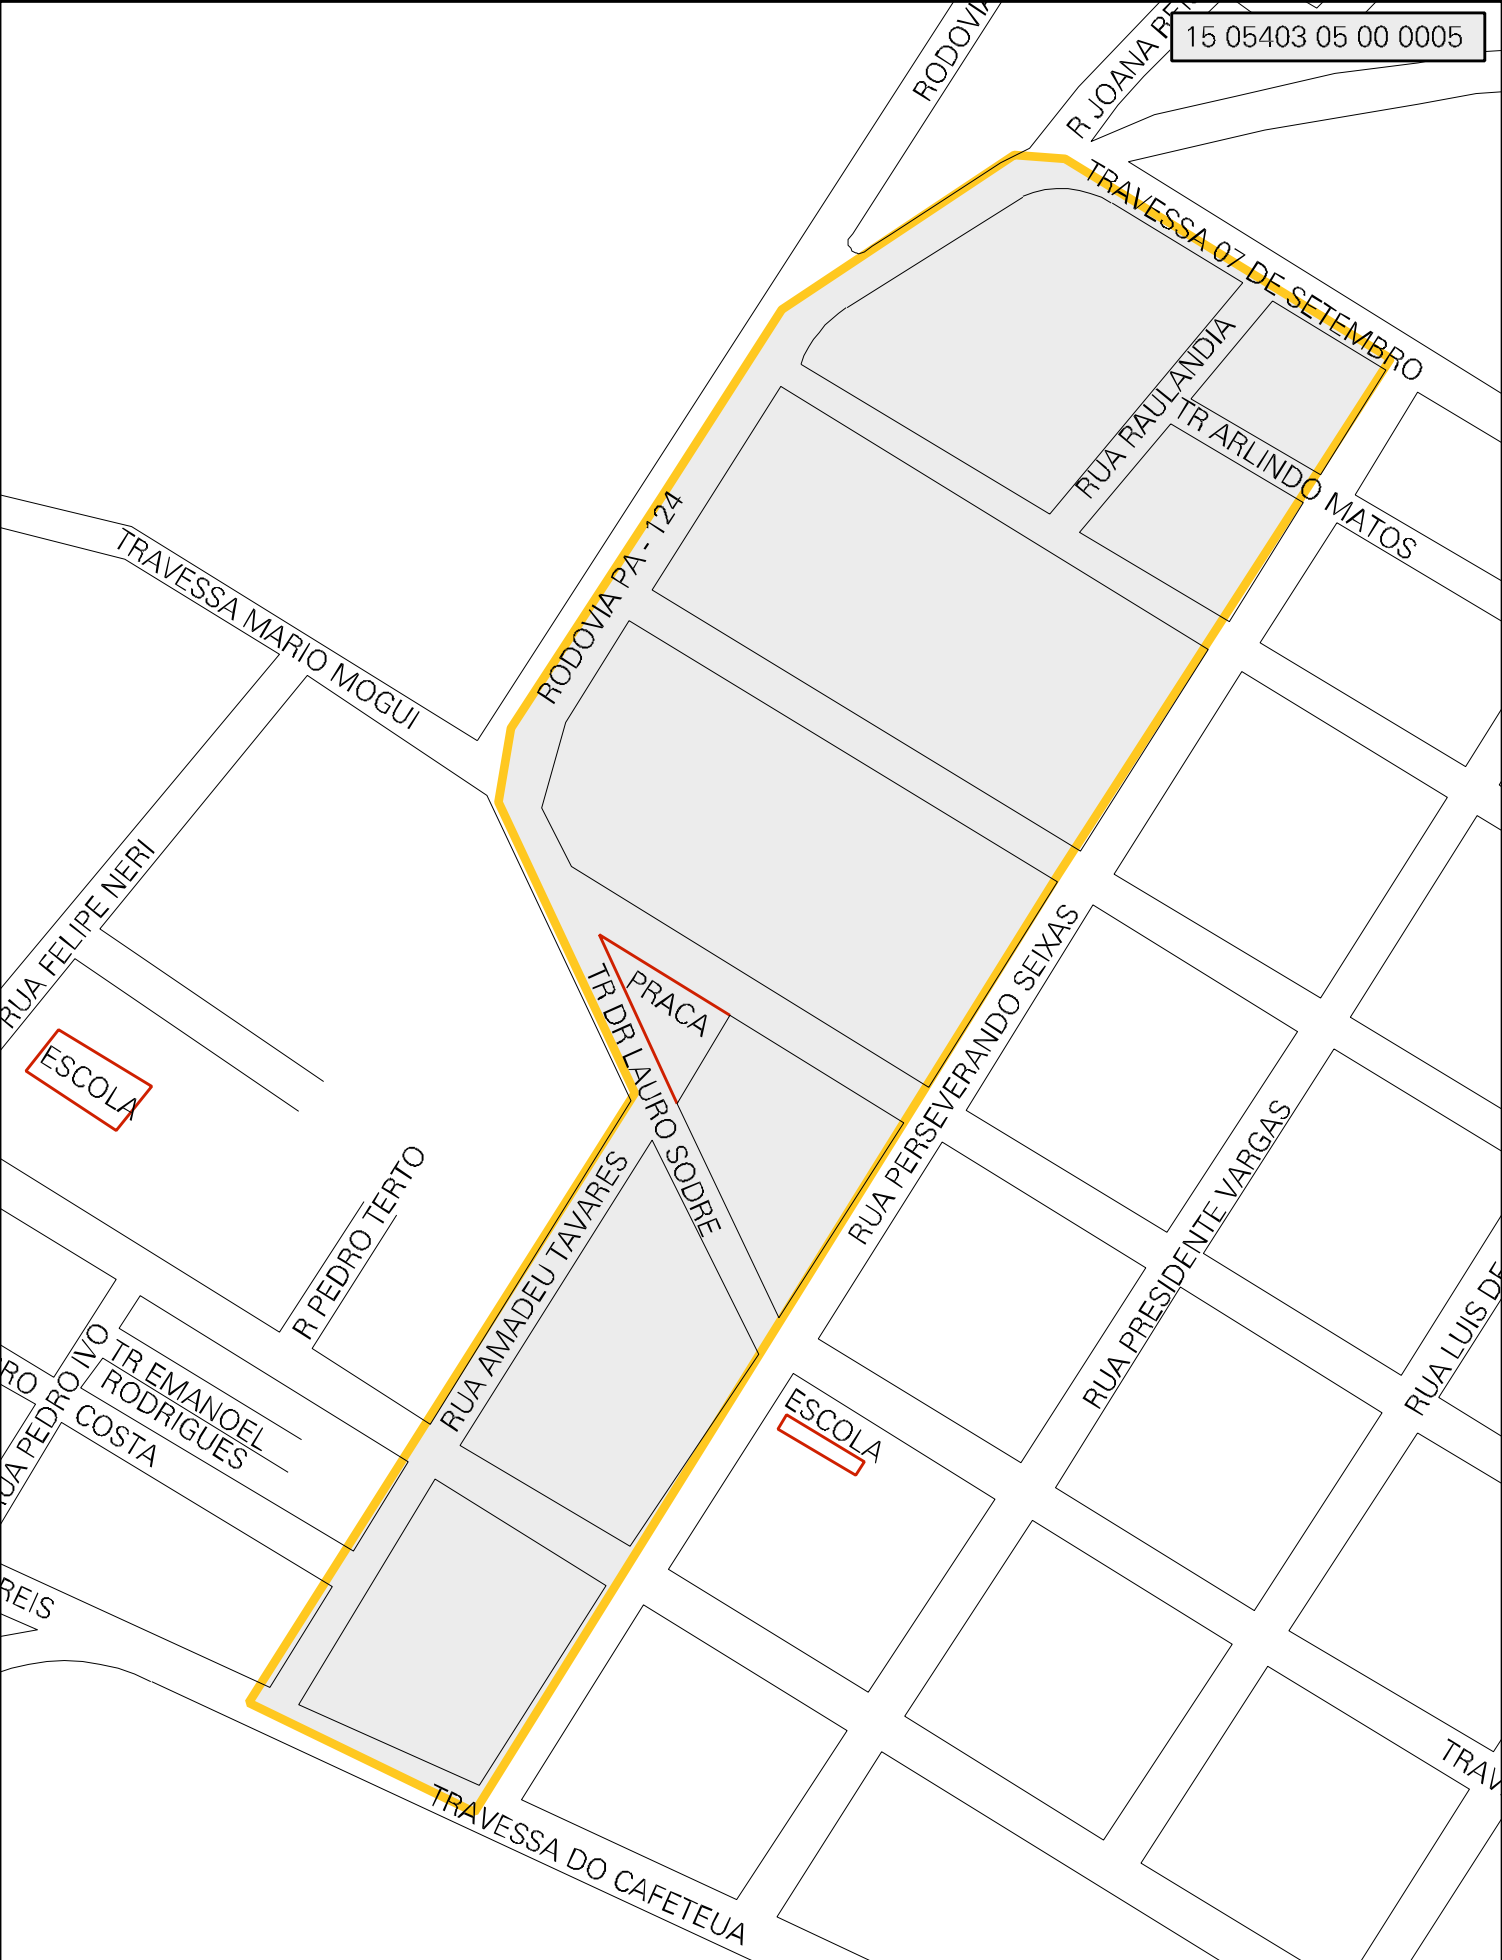 RODOVIA
R JOANA REIS
15 05403 05 00 0005
TRAVESSA 07 DE SETEMBRO
RUA RAULANDIA
TR ARLINDO MATOS
RODOVIA PA - 124
TRAVESSA MARIO MOGUI
RUA FELIPE NERI
PRACA
TR DR LAURO SODRE
RUA PERSEVERANDO SEIXAS
ESCOLA
RUA PRESIDENTE VARGAS
R PEDRO TERTO
RUA AMADEU TAVARES
RUA LUIS DE
RUA PEDRO IVO
TR EMANOEL
RODRIGUES
RO
COSTA
ESCOLA
REIS
TRAV
TRAVESSA DO CAFETEUA